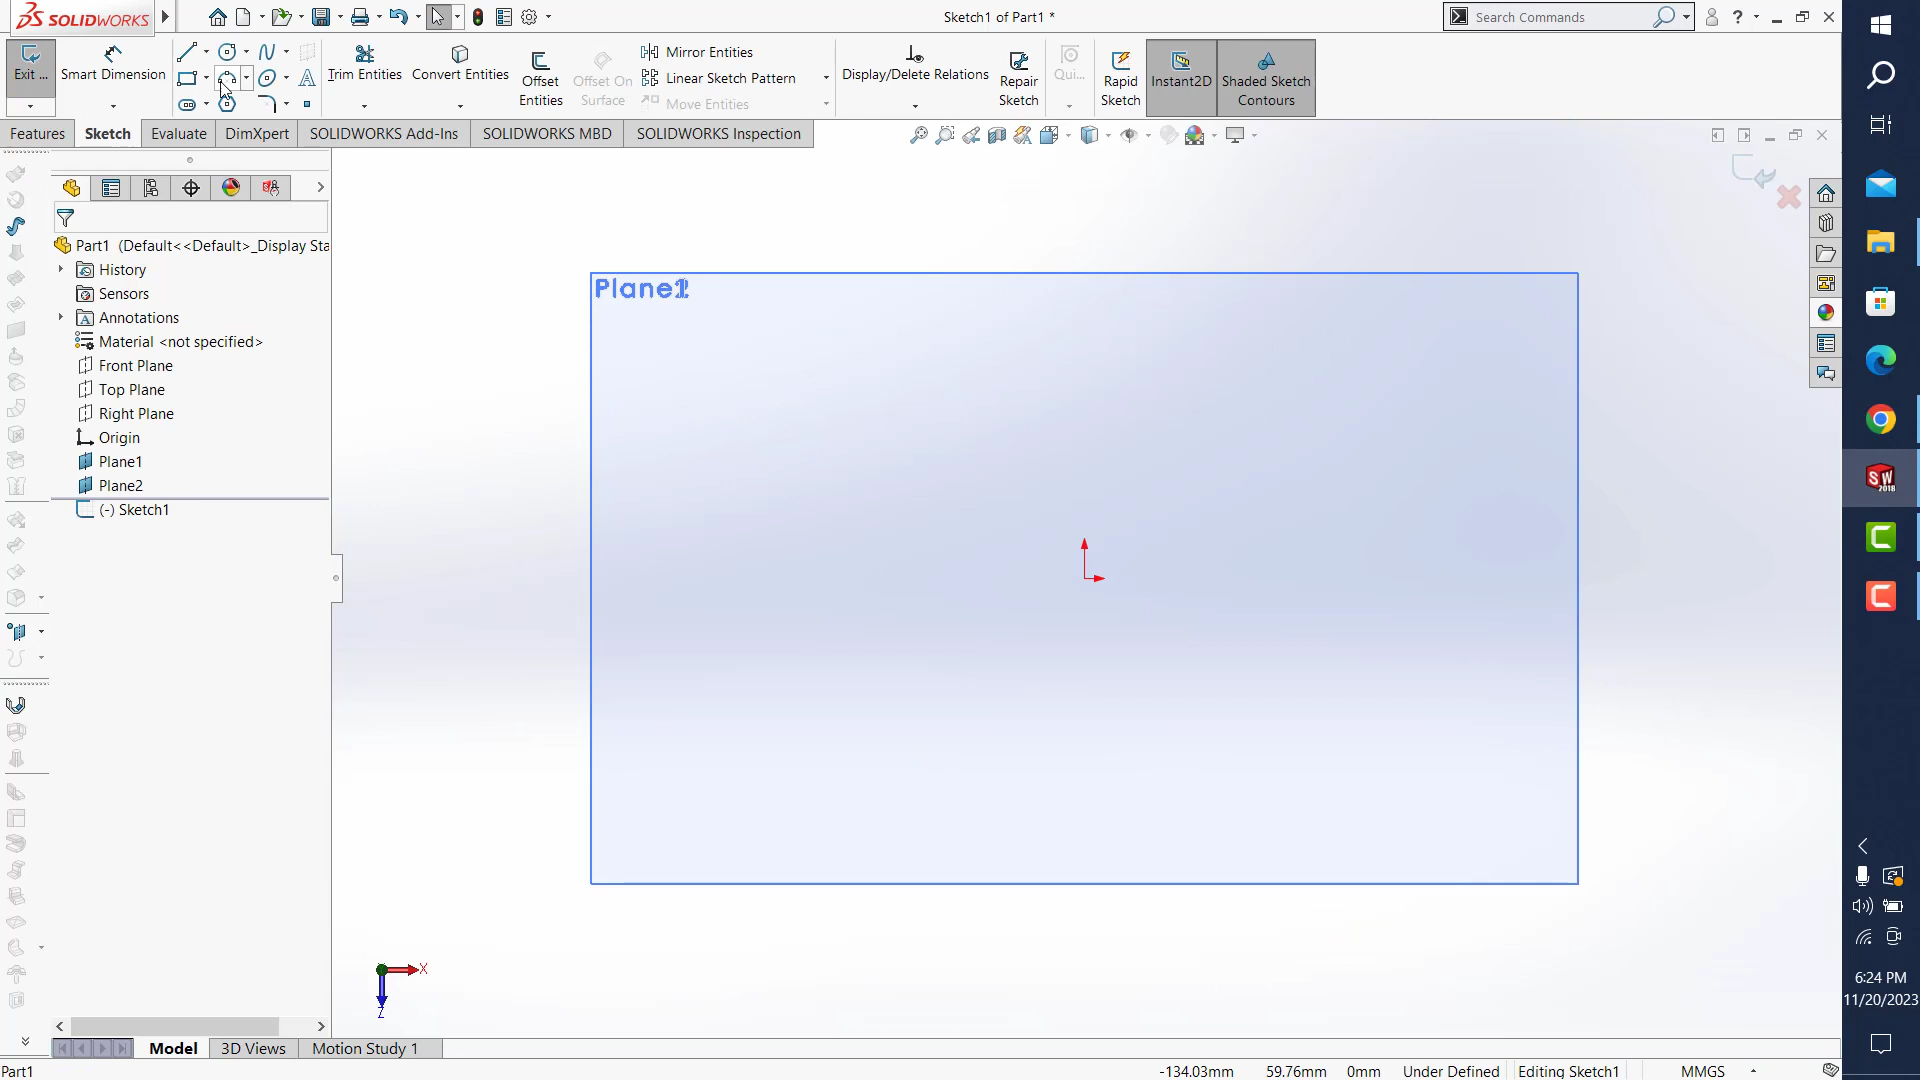 SOLIDWORKS
Sketch1 of Part1 *
Search Commands
Exit ...
Smart Dimension
Trim Entities
Convert Entities
Offset
Entities
Offset On
Surface
Mirror Entities
Linear Sketch Pattern
Move Entities
Display/Delete Relations
Repair
Sketch
Qui...
Rapid
Sketch
Instant2D
Shaded Sketch
Contours
Features
Sketch
Evaluate
DimXpert
SOLIDWORKS Add-Ins
SOLIDWORKS MBD
SOLIDWORKS Inspection
Part1 (Default<<Default>_Display Sta
History
Sensors
Annotations
Material <not specified>
Front Plane
Top Plane
Right Plane
Origin
Plane1
Plane2
(-) Sketch1
X
Z
SW
2018
6:24 PM
11/20/2023
Model
3D Views
Motion Study 1
Part1
-134.03mm
59.76mm
0mm
Under Defined
Editing Sketch1
MMGS